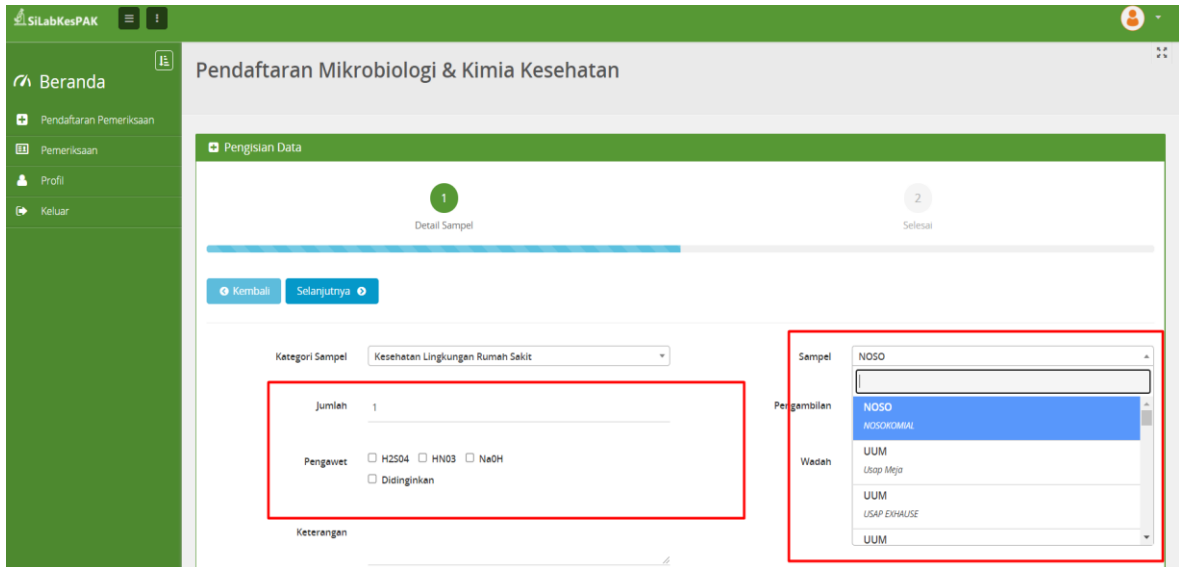 SiLabKesPAK
Beranda
Pendaftaran Pemeriksaan
Pemeriksaan
Profil
Keluar
Pendaftaran Mikrobiologi & Kimia Kesehatan
Pengisian Data
1
Detail Sampel
2
Selesai
Kembali
Selanjutnya
Kategori Sampel
Kesehatan Lingkungan Rumah Sakit
Jumlah
1
Pengawet
H2S04 HN03 Na0H
Didinginkan
Keterangan
Sampel
NOSO
Pengambilan
Wadah
NOSO
NOSOKOMIAL
UUM
Usap Meja
UUM
USAP EXHAUSE
UUM